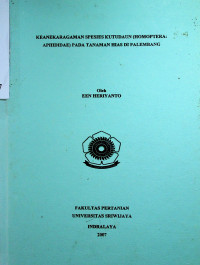 KEANEKARAGAMAN SPESIES KUTUDAUN (HOMOPTERA:
APHIDIDAE) PADA TANAMAN HIAS DI PALEMBANG
Oleh
EEN HERIYANTO
FAKULTAS PERTANIAN
UNIVERSITAS SRIWIJAYA
INDRALAYA
2007